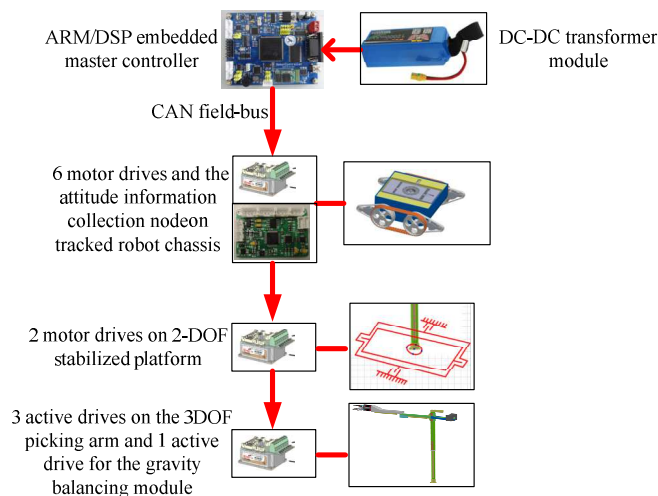 ARM/DSP embedded
master controller
DC-DC transformer
module
CAN field-bus
6 motor drives and the
attitude information
collection nodeon
tracked robot chassis
2 motor drives on 2-DOF
stabilized platform
3 active drives on the 3DOF
picking arm and 1 active
drive for the gravity
balancing module